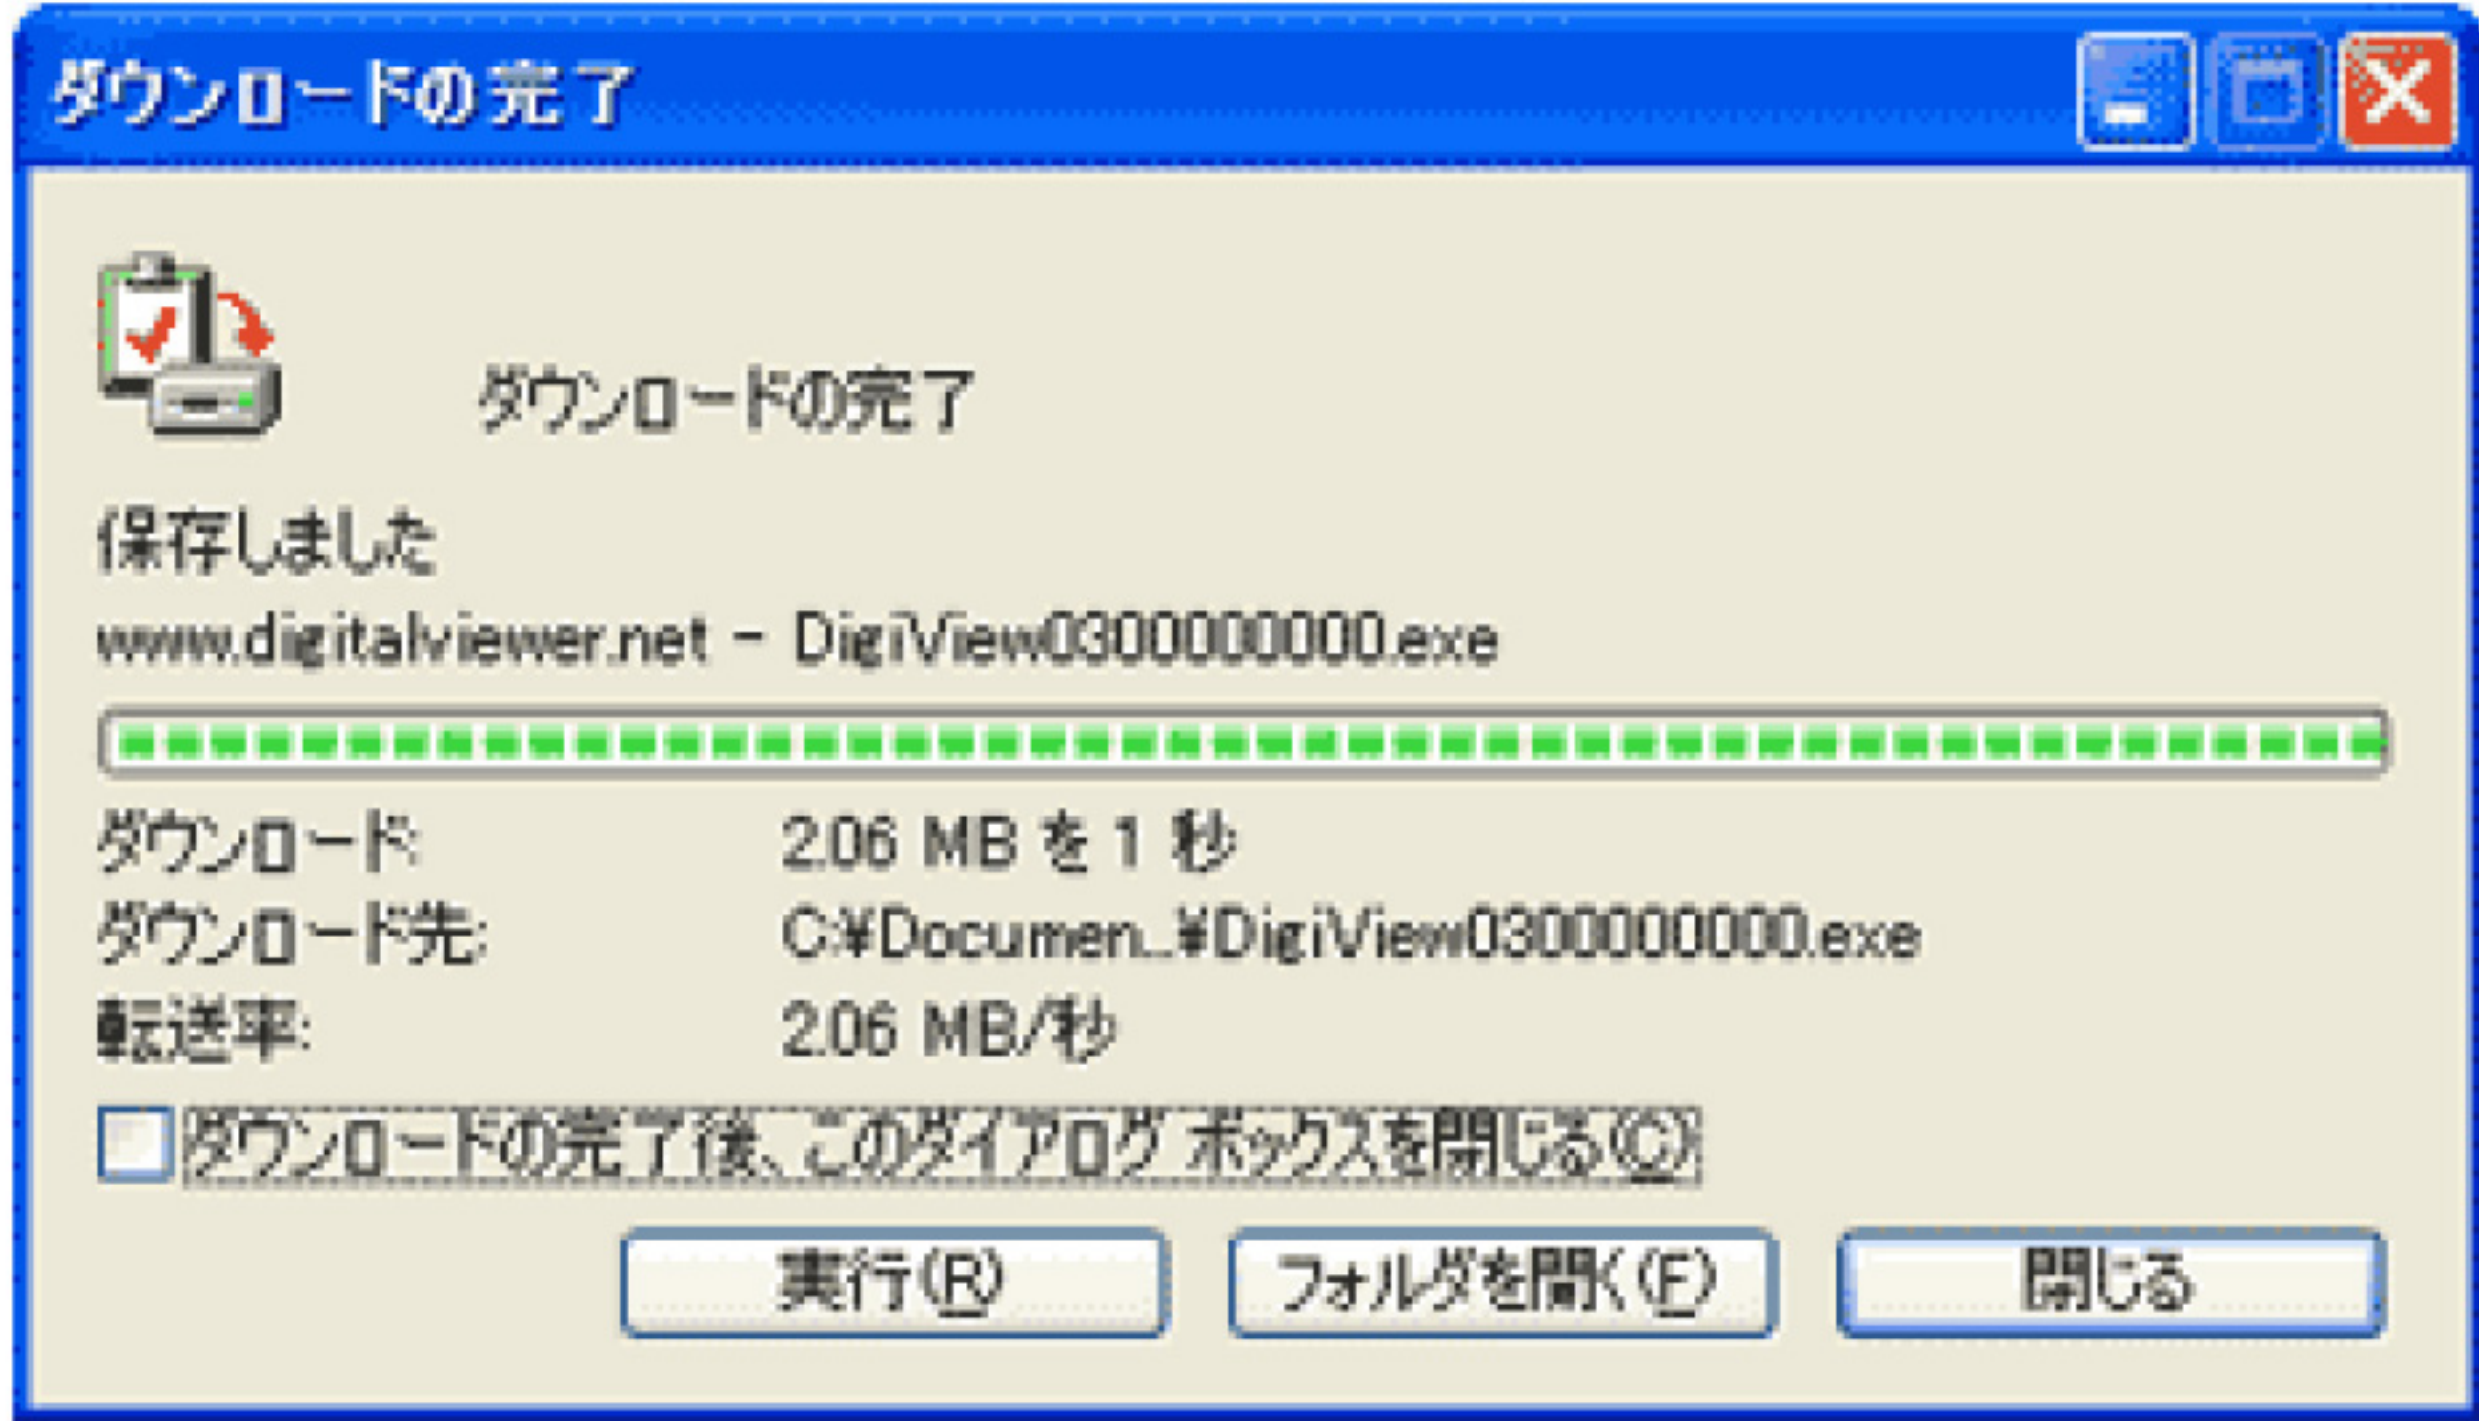 ダウンロードの完了
ダウンロードの完了
保存しました
www.digitalviewer.net - DigiView0300000000.exe
ダウンロード: 2.06 MB を 1 秒
ダウンロード先: C:¥Documen...¥DigiView0300000000.exe
転送率: 2.06 MB/秒
ダウンロードの完了後、このダイアログ ボックスを閉じる(C)
実行(R) フォルダを開く(F) 閉じる